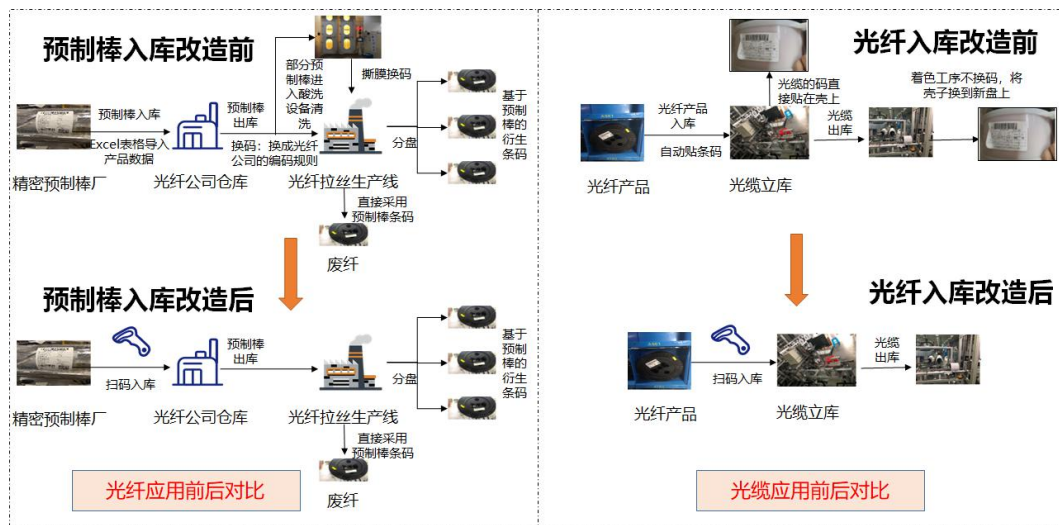 预制棒入库改造前
部分预
制棒进
入酸洗
设备清
洗
撕膜换码
预制棒入库
Excel表格导入
产品数据
预制棒
出库
换码：换成光纤
公司的编码规则
分盘
基于
预制
棒的
衍生
条码
精密预制棒厂
光纤公司仓库
光纤拉丝生产线
直接采用
预制棒条码
废纤
预制棒入库改造后
扫码入库
预制棒
出库
分盘
基于
预制
棒的
衍生
条码
精密预制棒厂
光纤公司仓库
光纤拉丝生产线
直接采用
预制棒条码
废纤
光纤应用前后对比
光纤入库改造前
光缆的码直
接贴在壳上
着色工序不换码，将
壳子换到新盘上
光纤产品
入库
自动贴条码
光缆
出库
光纤产品
光缆立库
光纤入库改造后
扫码入库
光缆
出库
光纤产品
光缆立库
光缆应用前后对比